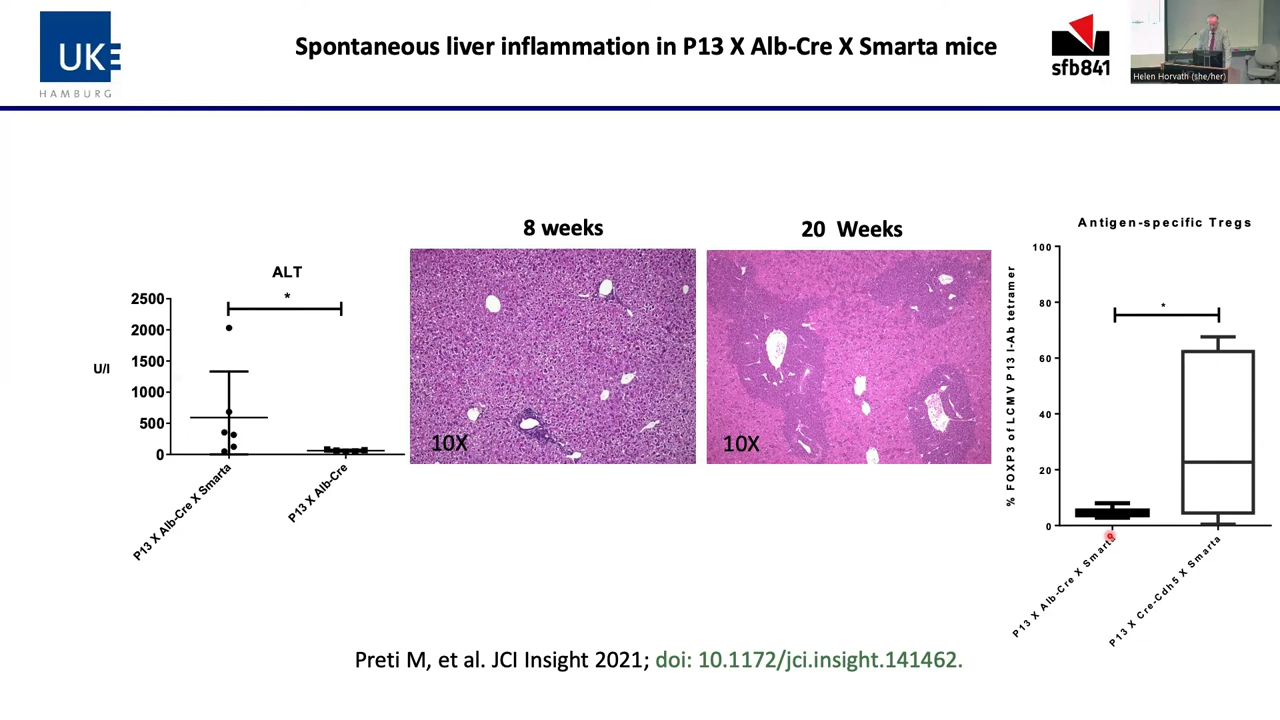 UKE
HAMBURG
Spontaneous liver inflammation in P13 X Alb-Cre X Smarta mice
sfb841
Helen Horvath (she/her)
ALT
*
2500
2000
1500
1000
500
0
U/I
P13 X Alb-Cre X Smarta
P13 X Alb-Cre
8 weeks
10X
20 Weeks
10X
Antigen-specific Tregs
% FOXP3 of LCMV P13 I-Ab tetramer
100
80
60
40
20
0
*
P13 X Alb-Cre X Smarta
P13 X Cre-Cdh5 X Smarta
Preti M, et al. JCI Insight 2021; doi: 10.1172/jci.insight.141462.